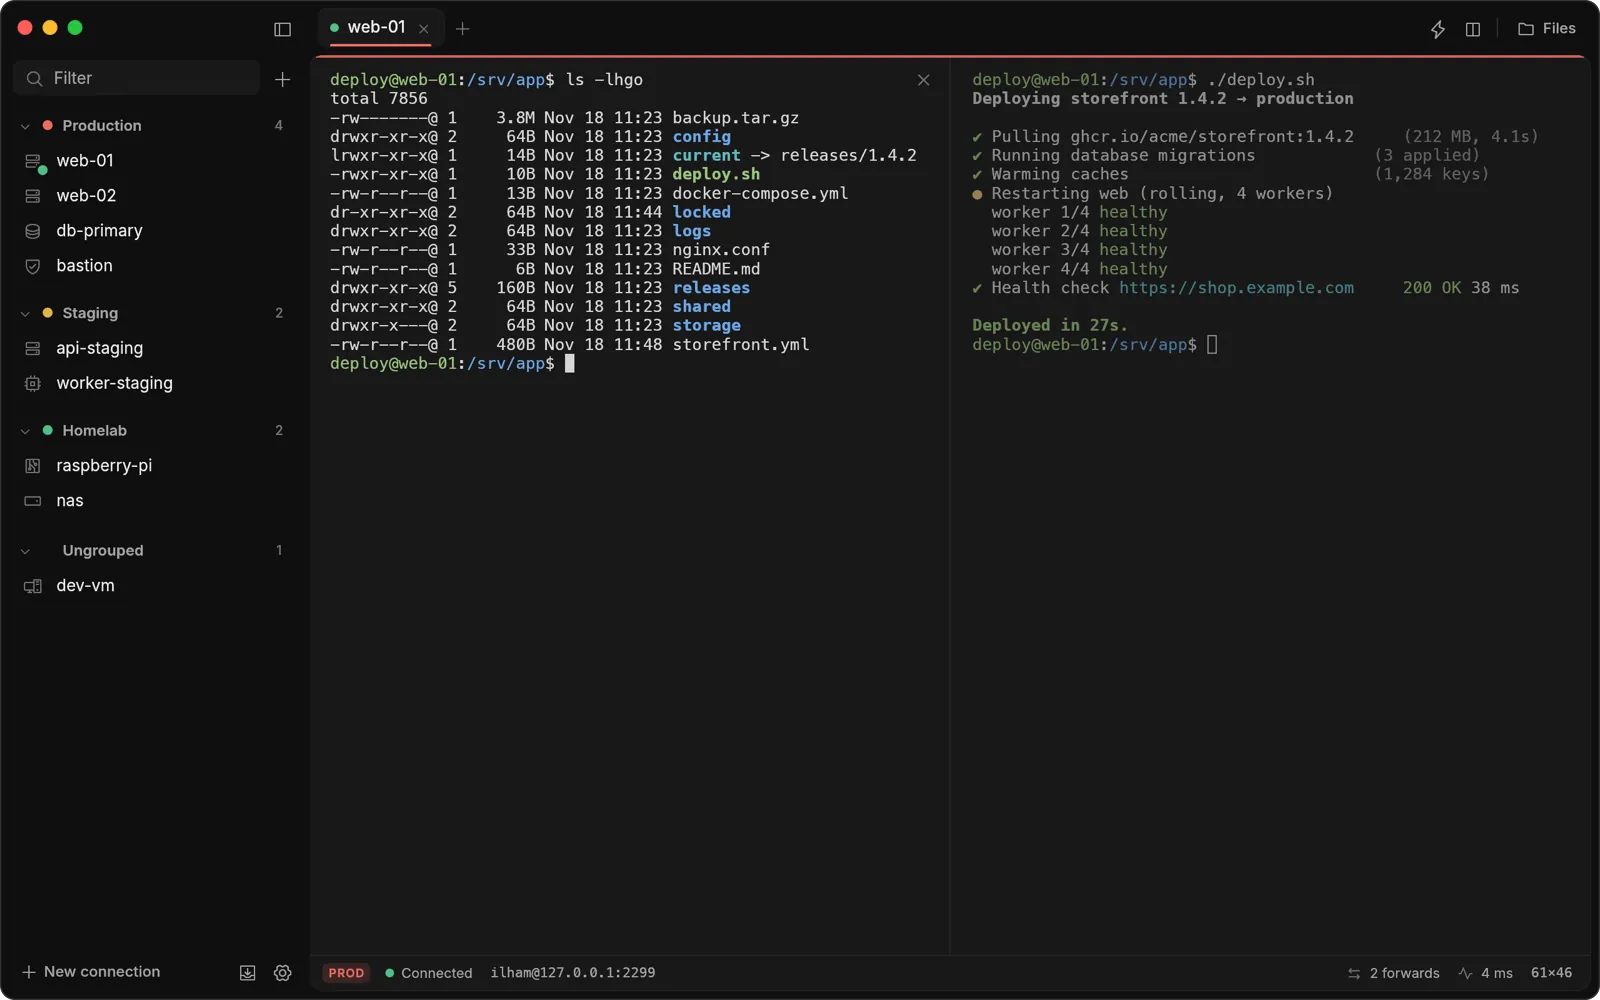 web-01
Files
Filter
Production 4
web-01
web-02
db-primary
bastion
Staging 2
api-staging
worker-staging
Homelab 2
raspberry-pi
nas
Ungrouped 1
dev-vm
New connection
deploy@web-01:/srv/app$ ls -lhgo
total 7856
-rw-------@ 1    3.8M Nov 18 11:23 backup.tar.gz
drwxr-xr-x@ 2     64B Nov 18 11:23 config
lrwxr-xr-x@ 1     14B Nov 18 11:23 current -> releases/1.4.2
-rwxr-xr-x@ 1     10B Nov 18 11:23 deploy.sh
-rw-r--r--@ 1     13B Nov 18 11:23 docker-compose.yml
dr-xr-xr-x@ 2     64B Nov 18 11:44 locked
drwxr-xr-x@ 2     64B Nov 18 11:23 logs
-rw-r--r--@ 1     33B Nov 18 11:23 nginx.conf
-rw-r--r--@ 1      6B Nov 18 11:23 README.md
drwxr-xr-x@ 5    160B Nov 18 11:23 releases
drwxr-xr-x@ 2     64B Nov 18 11:23 shared
drwxr-x---@ 2     64B Nov 18 11:23 storage
-rw-r--r--@ 1    480B Nov 18 11:48 storefront.yml
deploy@web-01:/srv/app$
deploy@web-01:/srv/app$ ./deploy.sh
Deploying storefront 1.4.2 → production
✔ Pulling ghcr.io/acme/storefront:1.4.2     (212 MB, 4.1s)
✔ Running database migrations            (3 applied)
✔ Warming caches                         (1,284 keys)
● Restarting web (rolling, 4 workers)
worker 1/4 healthy
worker 2/4 healthy
worker 3/4 healthy
worker 4/4 healthy
✔ Health check https://shop.example.com     200 OK 38 ms
Deployed in 27s.
deploy@web-01:/srv/app$
PROD Connected ilham@127.0.0.1:2299
2 forwards 4 ms 61×46